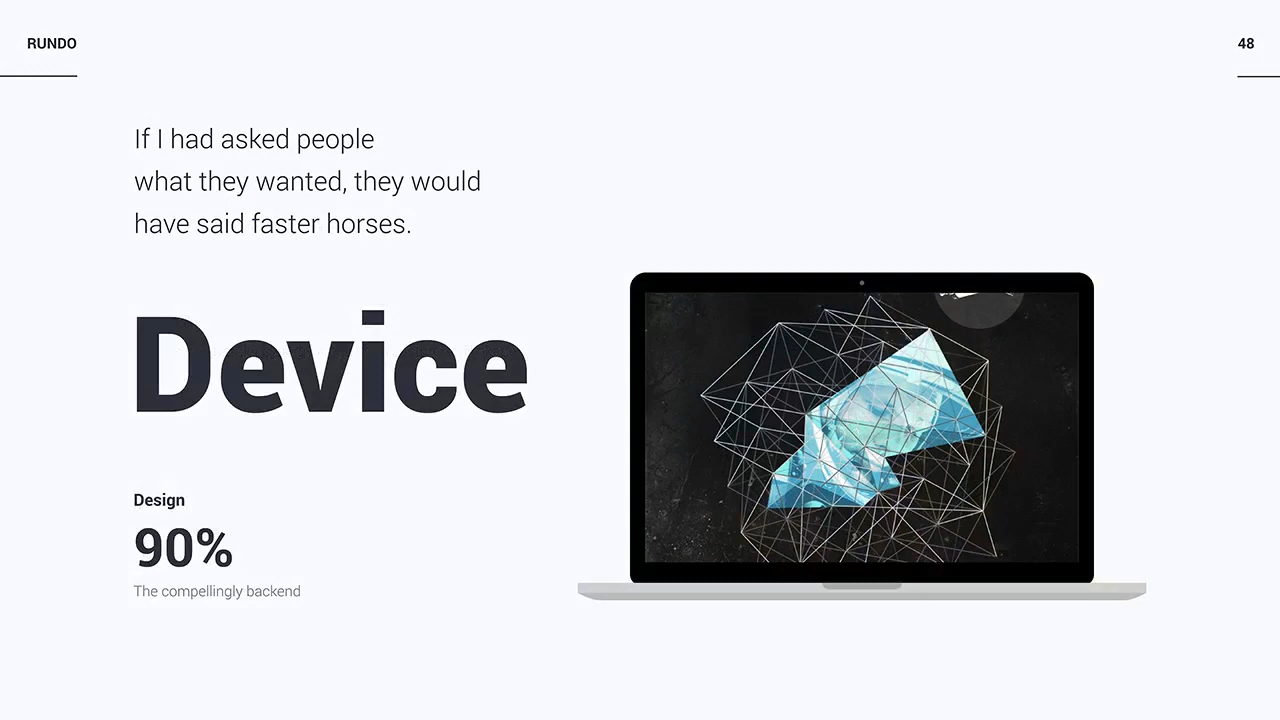 RUNDO
48
If I had asked people
what they wanted, they would
have said faster horses.
Device
Design
90%
The compellingly backend